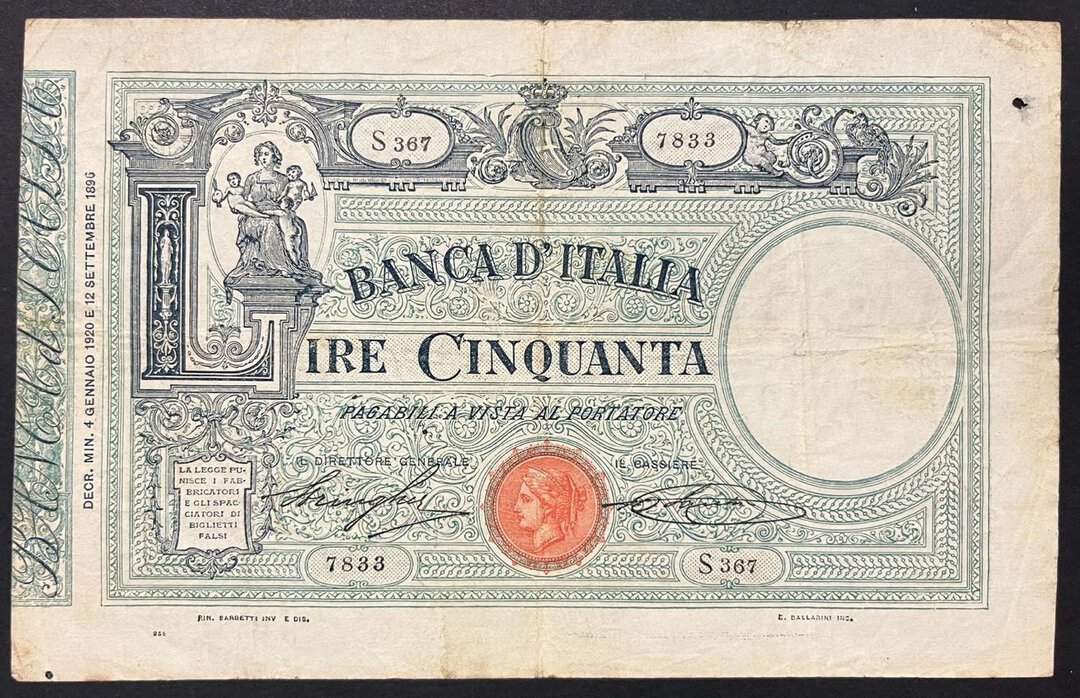 S 367
7833
BANCA D'ITALIA
LIRE CINQUANTA
PAGABILI A VISTA AL PORTATORE
IL DIRETTORE GENERALE
IL CASSIERE
LA LEGGE PU-
NISCE I FAB-
BRICATORI
E GLI SPAC
CIATORI DI
BIGLIETTI
FALSI
7833
S 367
RIN. BARBETTI INV E DIS.
E. BALLARINI INC.
DECR. MIN. 4 GENNAIO 1920 E 12 SETTEMBRE 1896